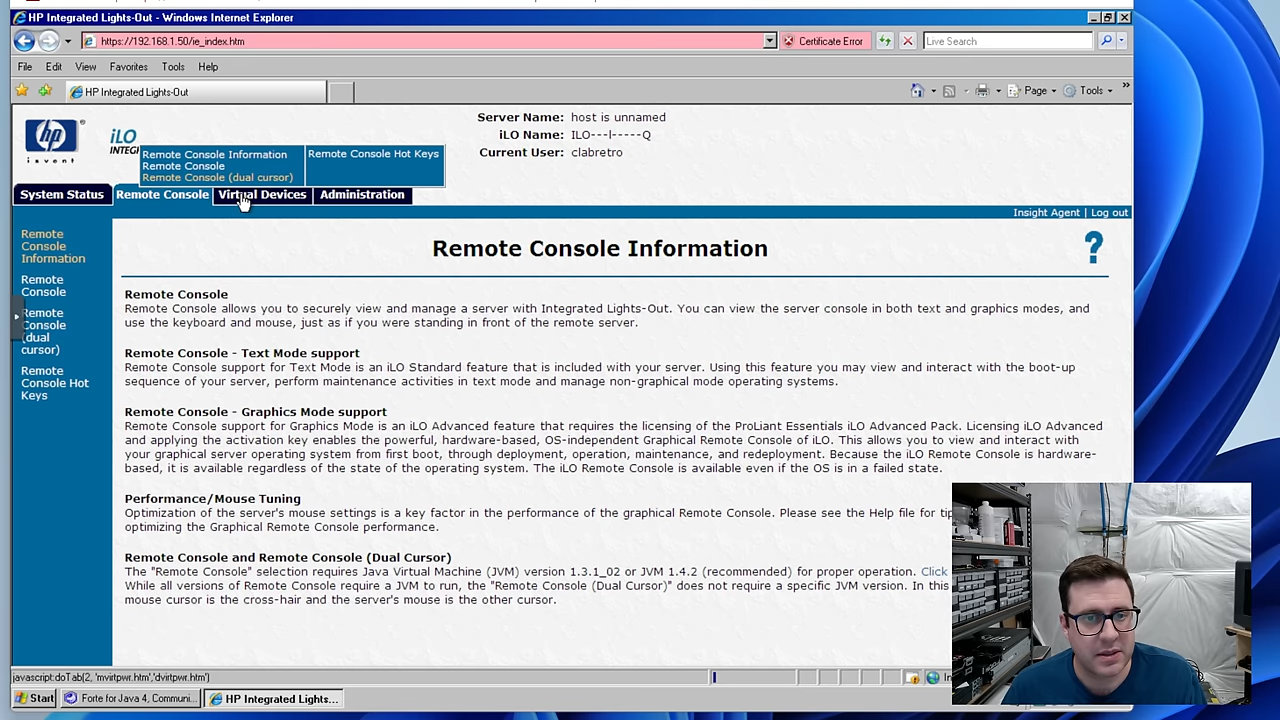 HP Integrated Lights-Out - Windows Internet Explorer
https://192.168.1.50/ie_index.htm
Certificate Error
Live Search
File Edit View Favorites Tools Help
HP Integrated Lights-Out
Page Tools
hp
invent
iLO
Server Name: host is unnamed
iLO Name: ILO---I-----Q
Current User: clabretro
Remote Console Information
Remote Console
Remote Console (dual cursor)
Remote Console Hot Keys
System Status Remote Console Virtual Devices Administration
Insight Agent | Log out
Remote
Console
Information
Remote
Console
Remote
Console
(dual
cursor)
Remote
Console Hot
Keys
Remote Console Information
?
Remote Console
Remote Console allows you to securely view and manage a server with Integrated Lights-Out. You can view the server console in both text and graphics modes, and
use the keyboard and mouse, just as if you were standing in front of the remote server.
Remote Console - Text Mode support
Remote Console support for Text Mode is an iLO Standard feature that is included with your server. Using this feature you may view and interact with the boot-up
sequence of your server, perform maintenance activities in text mode and manage non-graphical mode operating systems.
Remote Console - Graphics Mode support
Remote Console support for Graphics Mode is an iLO Advanced feature that requires the licensing of the ProLiant Essentials iLO Advanced Pack. Licensing iLO Advanced
and applying the activation key enables the powerful, hardware-based, OS-independent Graphical Remote Console of iLO. This allows you to view and interact with
your graphical server operating system from first boot, through deployment, operation, maintenance, and redeployment. Because the iLO Remote Console is hardware-
based, it is available regardless of the state of the operating system. The iLO Remote Console is available even if the OS is in a failed state.
Performance/Mouse Tuning
Optimization of the server's mouse settings is a key factor in the performance of the graphical Remote Console. Please see the Help file for
optimizing the Graphical Remote Console performance.
Remote Console and Remote Console (Dual Cursor)
The "Remote Console" selection requires Java Virtual Machine (JVM) version 1.3.1_02 or JVM 1.4.2 (recommended) for proper operation. Click
While all versions of Remote Console require a JVM to run, the "Remote Console (Dual Cursor)" does not require a specific JVM version. In this
mouse cursor is the cross-hair and the server's mouse is the other cursor.
javascript:doTab(2, 'mvirtpwr.htm','dvirtpwr.htm')
Start Forte for Java 4, Communi... HP Integrated Lights...